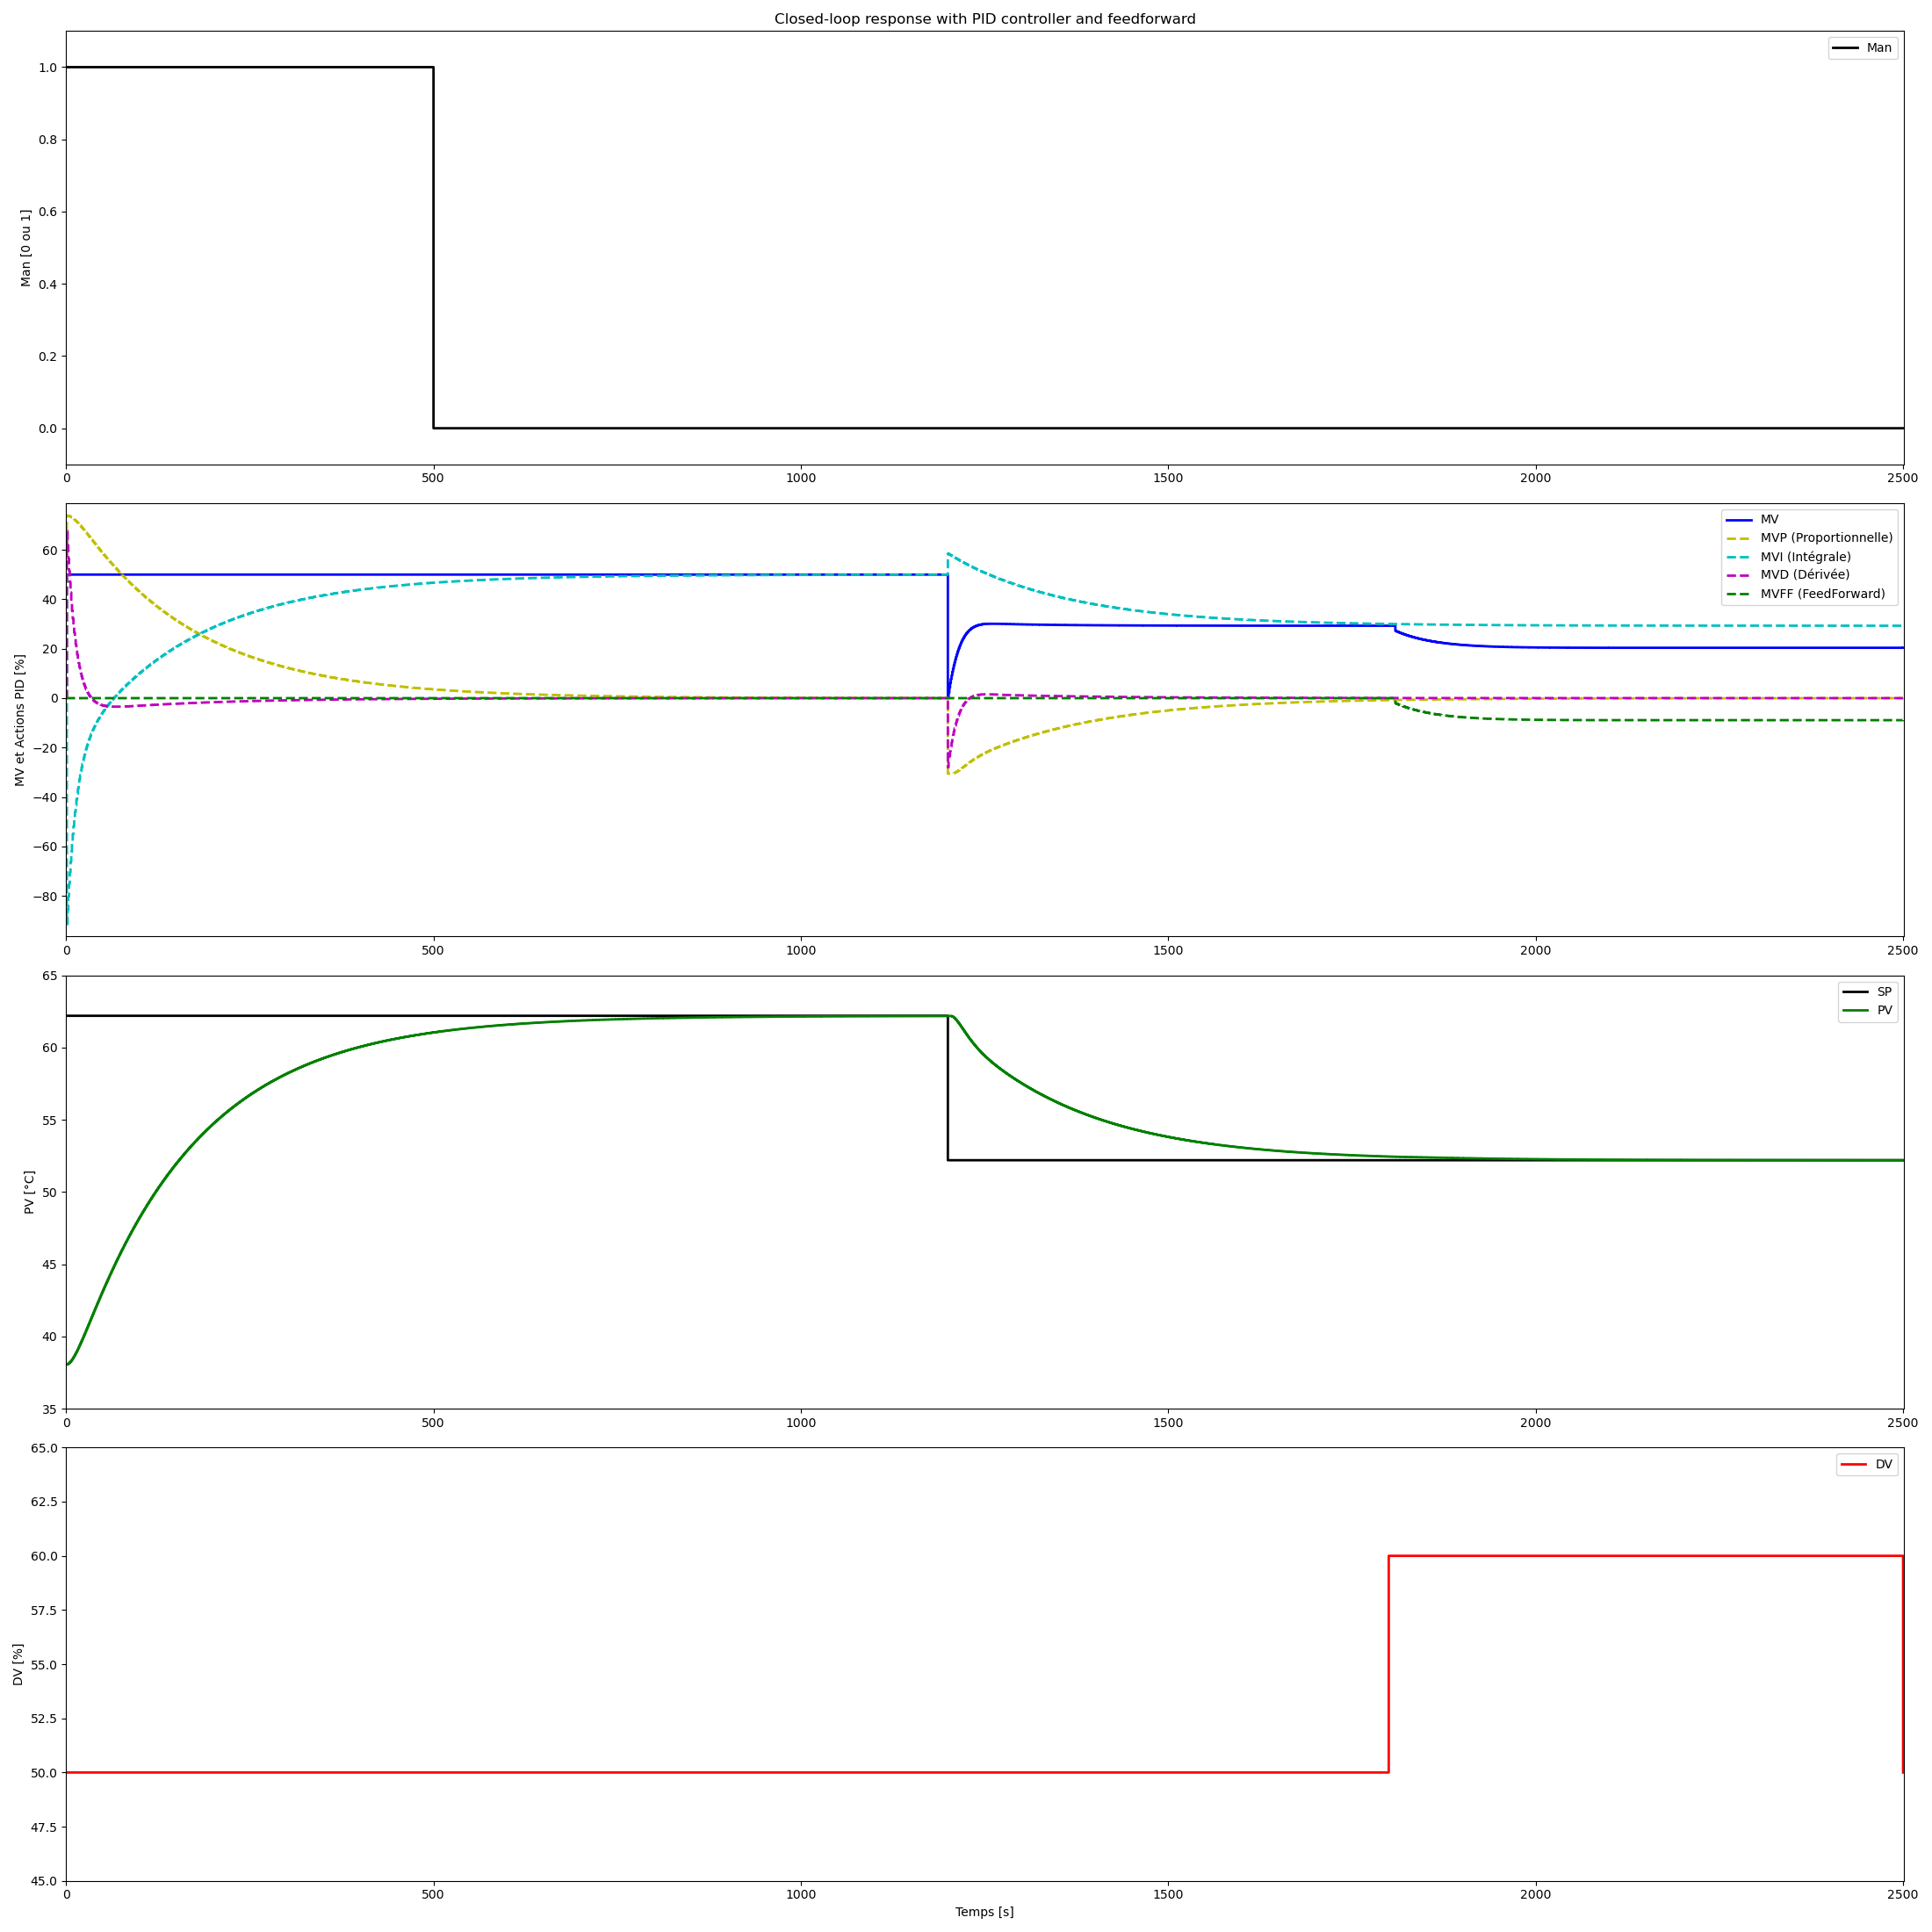 Closed-loop response with PID controller and feedforward
Man
1.0
0.8
0.6
0.4
0.2
0.0
Man [0 ou 1]
0 500 1000 1500 2000 2500
MV
MVP (Proportionnelle)
MVI (Intégrale)
MVD (Dérivée)
MVFF (FeedForward)
60
40
20
0
−20
−40
−60
−80
MV et Actions PID [%]
0 500 1000 1500 2000 2500
SP
PV
65
60
55
50
45
40
35
PV [°C]
0 500 1000 1500 2000 2500
DV
65.0
62.5
60.0
57.5
55.0
52.5
50.0
47.5
45.0
DV [%]
0 500 1000 1500 2000 2500
Temps [s]